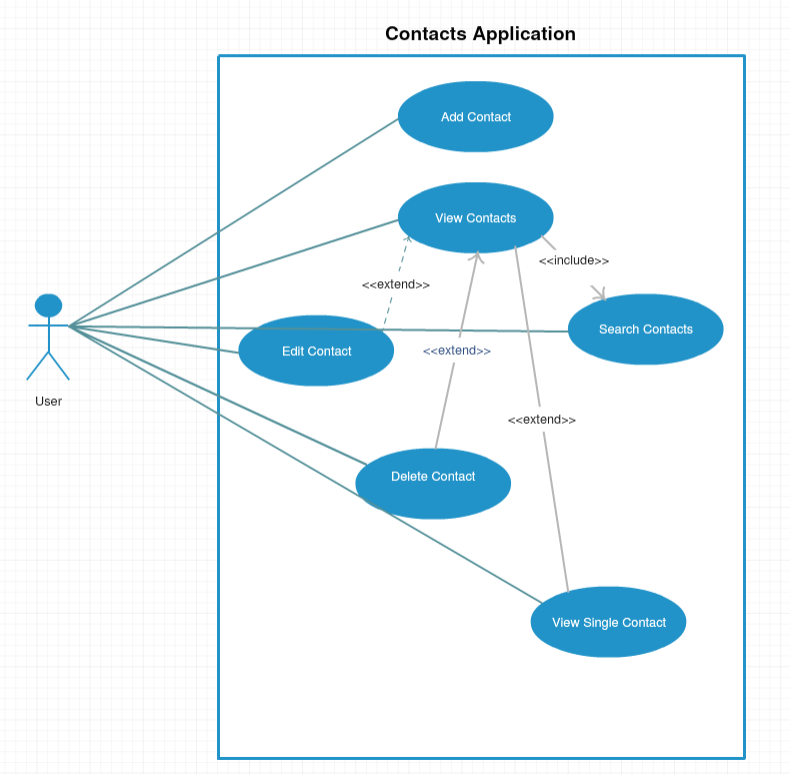 Contacts Application
Add Contact
View Contacts
<<include>>
<<extend>>
Search Contacts
Edit Contact
<<extend>>
User
<<extend>>
Delete Contact
View Single Contact